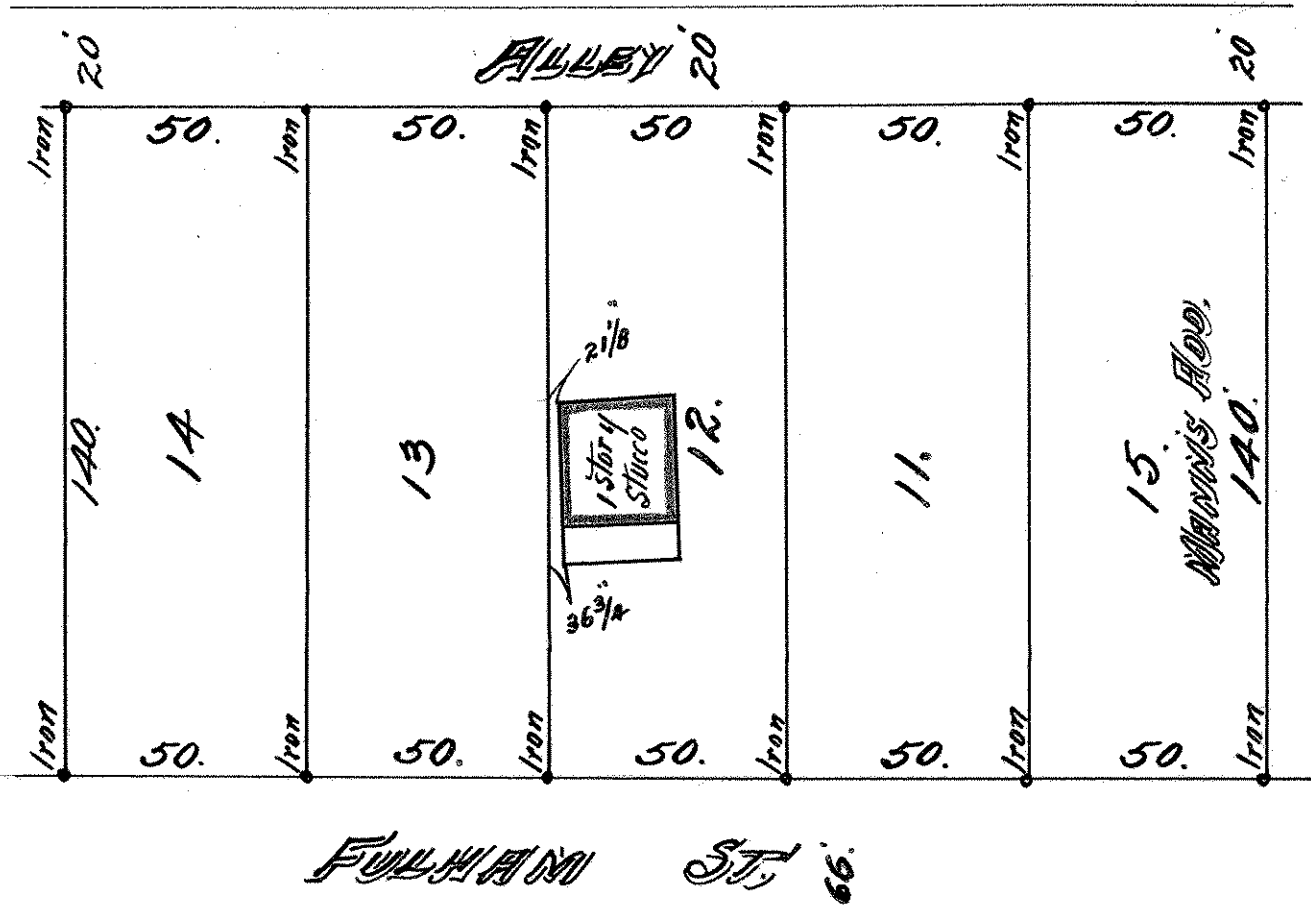 20'
ALLEY 20'
20'
Iron 50. Iron 50. Iron 50 Iron 50. Iron 50. Iron
21 1/8"
140. 14 13 1 Story Stucco 12. 11. 15. MANN'S ADD. 140.
36 3/4"
Iron 50. Iron 50. Iron 50. Iron 50. Iron 50. Iron
FULHAM ST. 66'